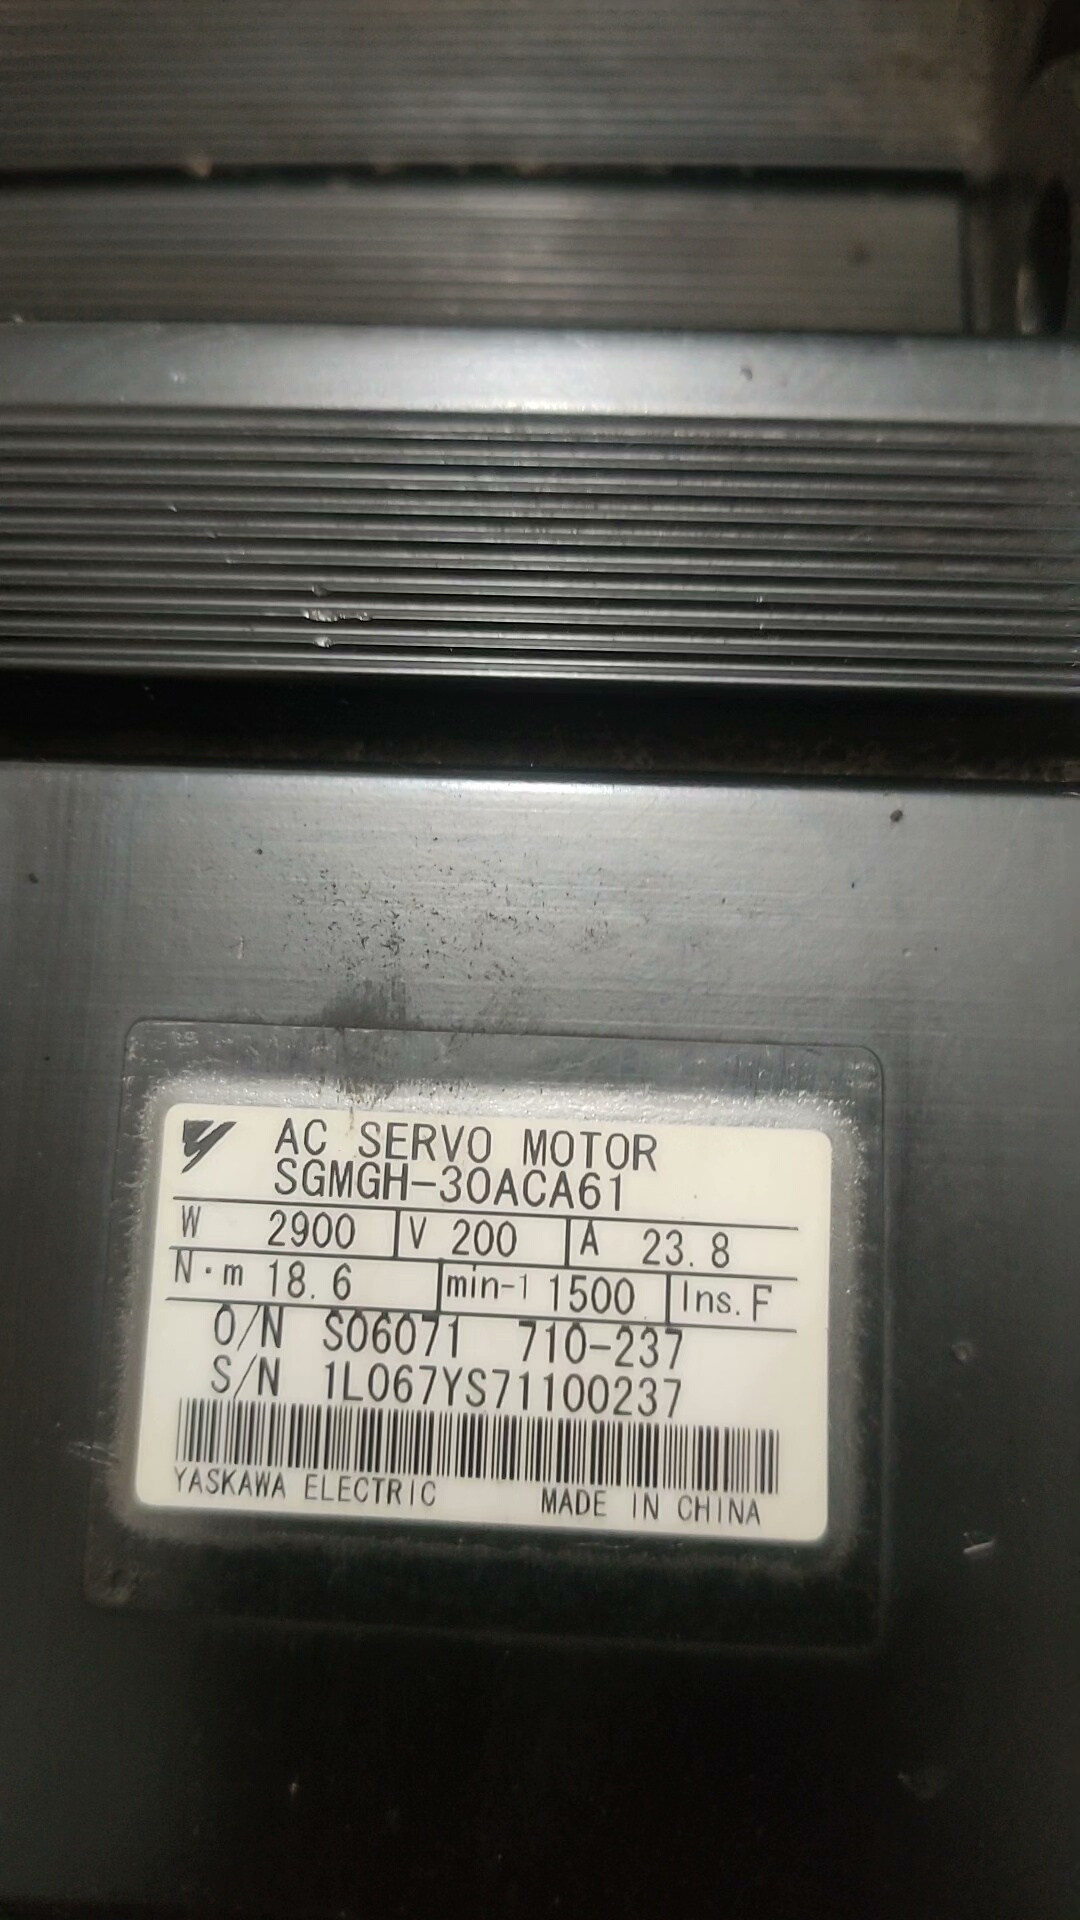 AC SERVO MOTOR
SGMGH-30ACA61
W 2900 V 200 A 23.8
N·m 18.6 min-1 1500 Ins. F
O/N S06071 710-237
S/N 1L067YS71100237
YASKAWA ELECTRIC MADE IN CHINA